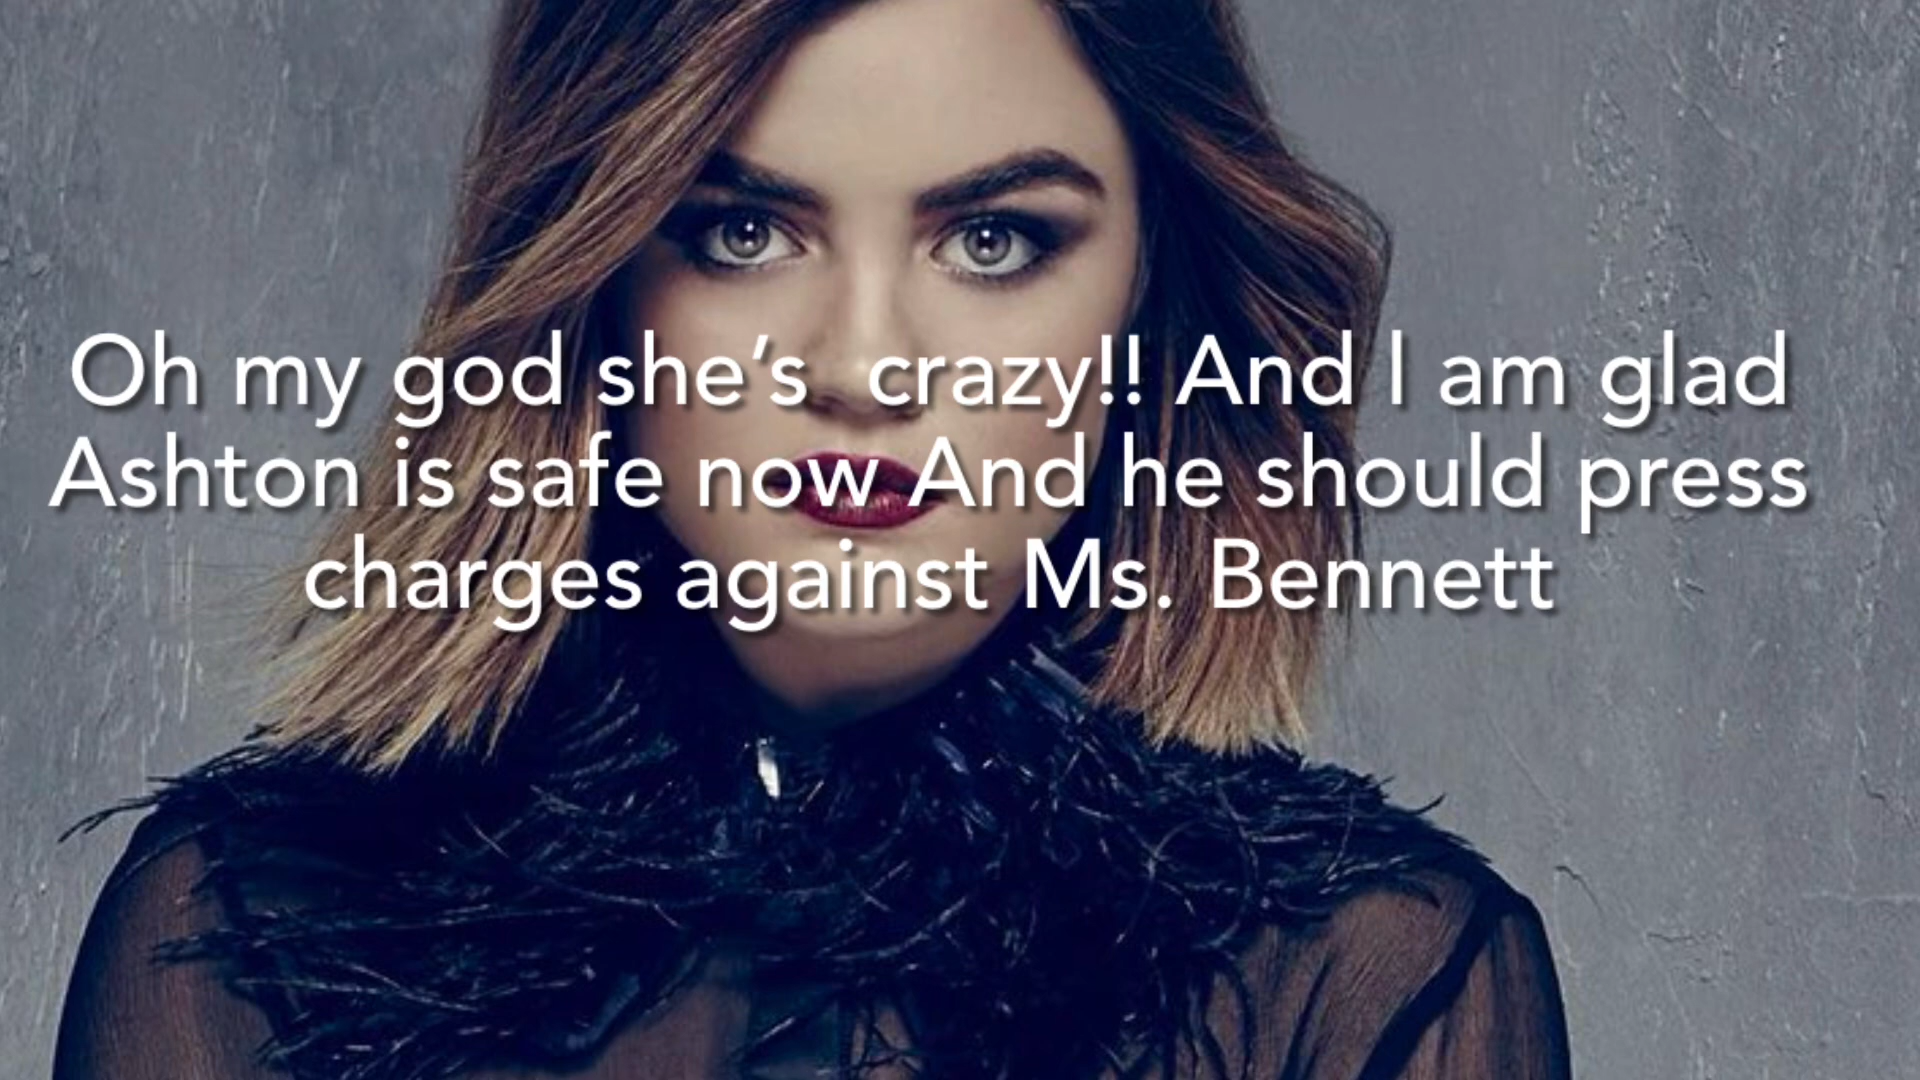 Oh my god she’s  crazy!! And I am glad
Ashton is safe now And he should press
charges against Ms. Bennett